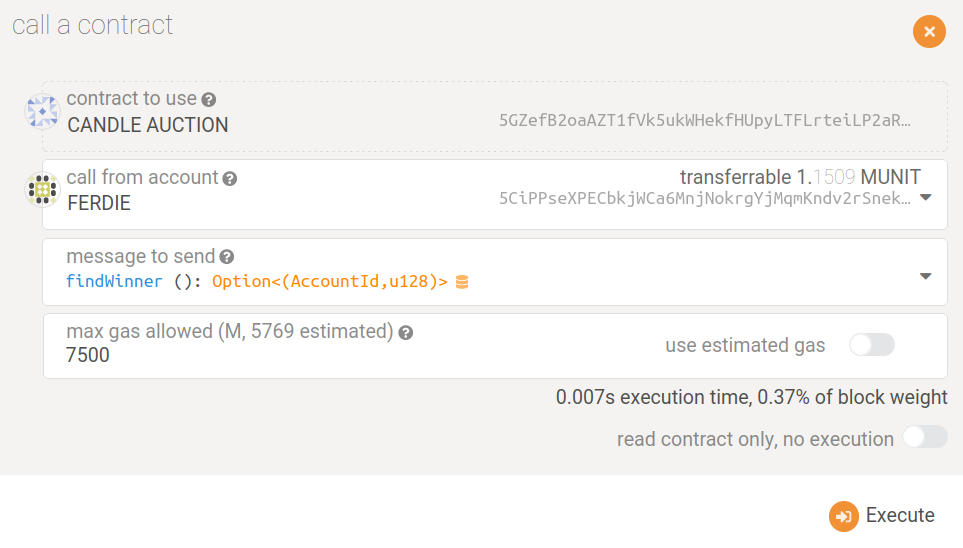 call a contract
contract to use
CANDLE AUCTION
5GZefB2oaAZT1fVk5ukWHekfHUpyLTFLrteiLP2aR…
call from account
transferrable 1.1509 MUNIT
FERDIE
5CiPPseXPECbkjWCa6MnjNokrgYjMqmKndv2rSnek…
message to send
findWinner (): Option<(AccountId,u128)>
max gas allowed (M, 5769 estimated)
7500
use estimated gas
0.007s execution time, 0.37% of block weight
read contract only, no execution
Execute